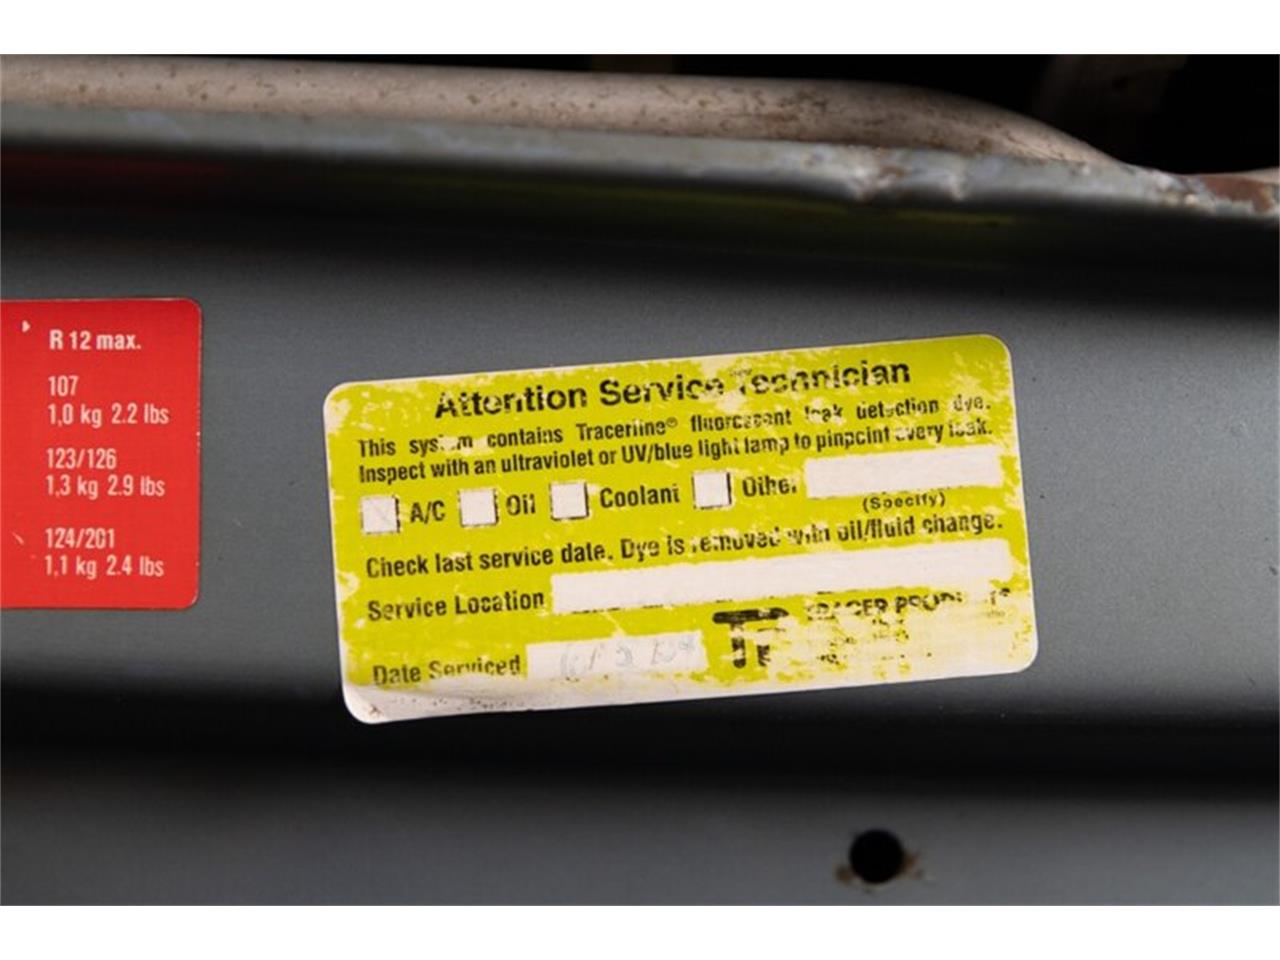 R 12 max.
107
1,0 kg 2.2 lbs
123/126
1,3 kg 2.9 lbs
124/201
1,1 kg 2.4 lbs
Attention Service Technician
This system contains Tracerline® fluorescent leak detection dye.
Inspect with an ultraviolet or UV/blue light lamp to pinpoint every leak.
A/C Oil Coolant Other
(Specify)
Check last service date. Dye is removed with oil/fluid change.
Service Location
TRACER PRODUCTS
Date Serviced